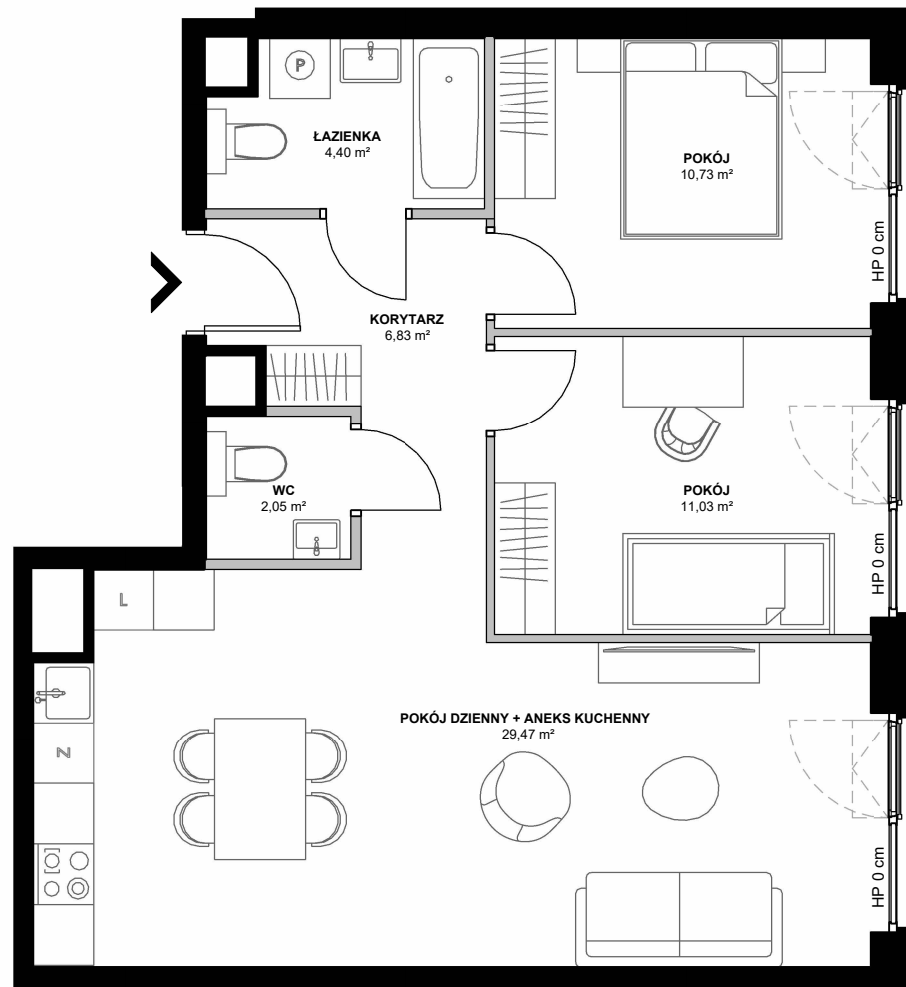 P
ŁAZIENKA
4,40 m²
POKÓJ
10,73 m²
HP 0 cm
KORYTARZ
6,83 m²
WC
2,05 m²
POKÓJ
11,03 m²
HP 0 cm
L
POKÓJ DZIENNY + ANEKS KUCHENNY
29,47 m²
Z
HP 0 cm